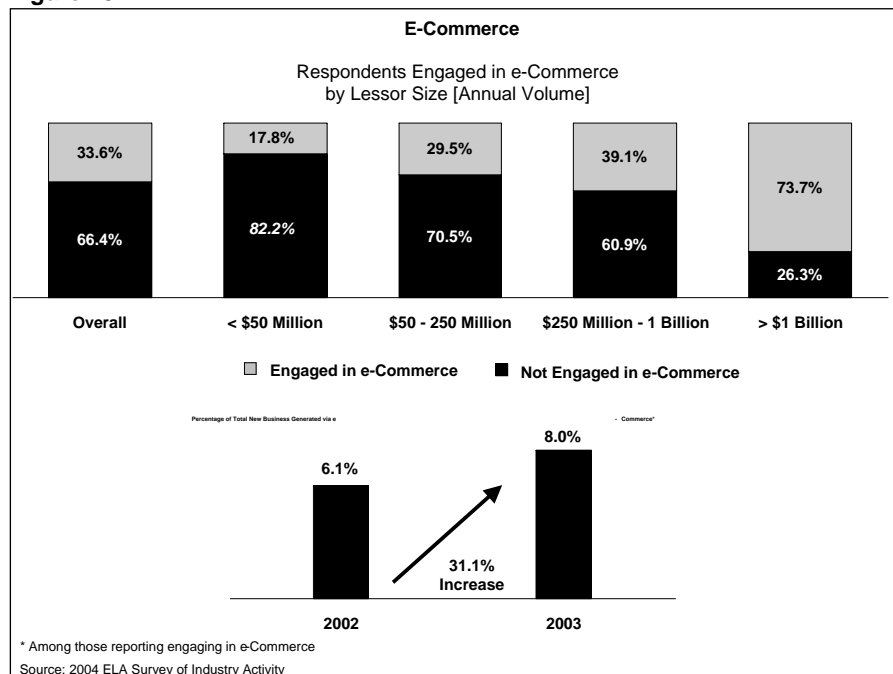 E-Commerce
Respondents Engaged in e-Commerce
by Lessor Size [Annual Volume]
33.6%
17.8%
29.5%
39.1%
73.7%
66.4%
82.2%
70.5%
60.9%
26.3%
Overall
< $50 Million
$50 - 250 Million
$250 Million - 1 Billion
> $1 Billion
Engaged in e-Commerce
Not Engaged in e-Commerce
Percentage of Total New Business Generated via e
- Commerce*
6.1%
8.0%
31.1%
Increase
2002
2003
* Among those reporting engaging in e-Commerce
Source: 2004 ELA Survey of Industry Activity